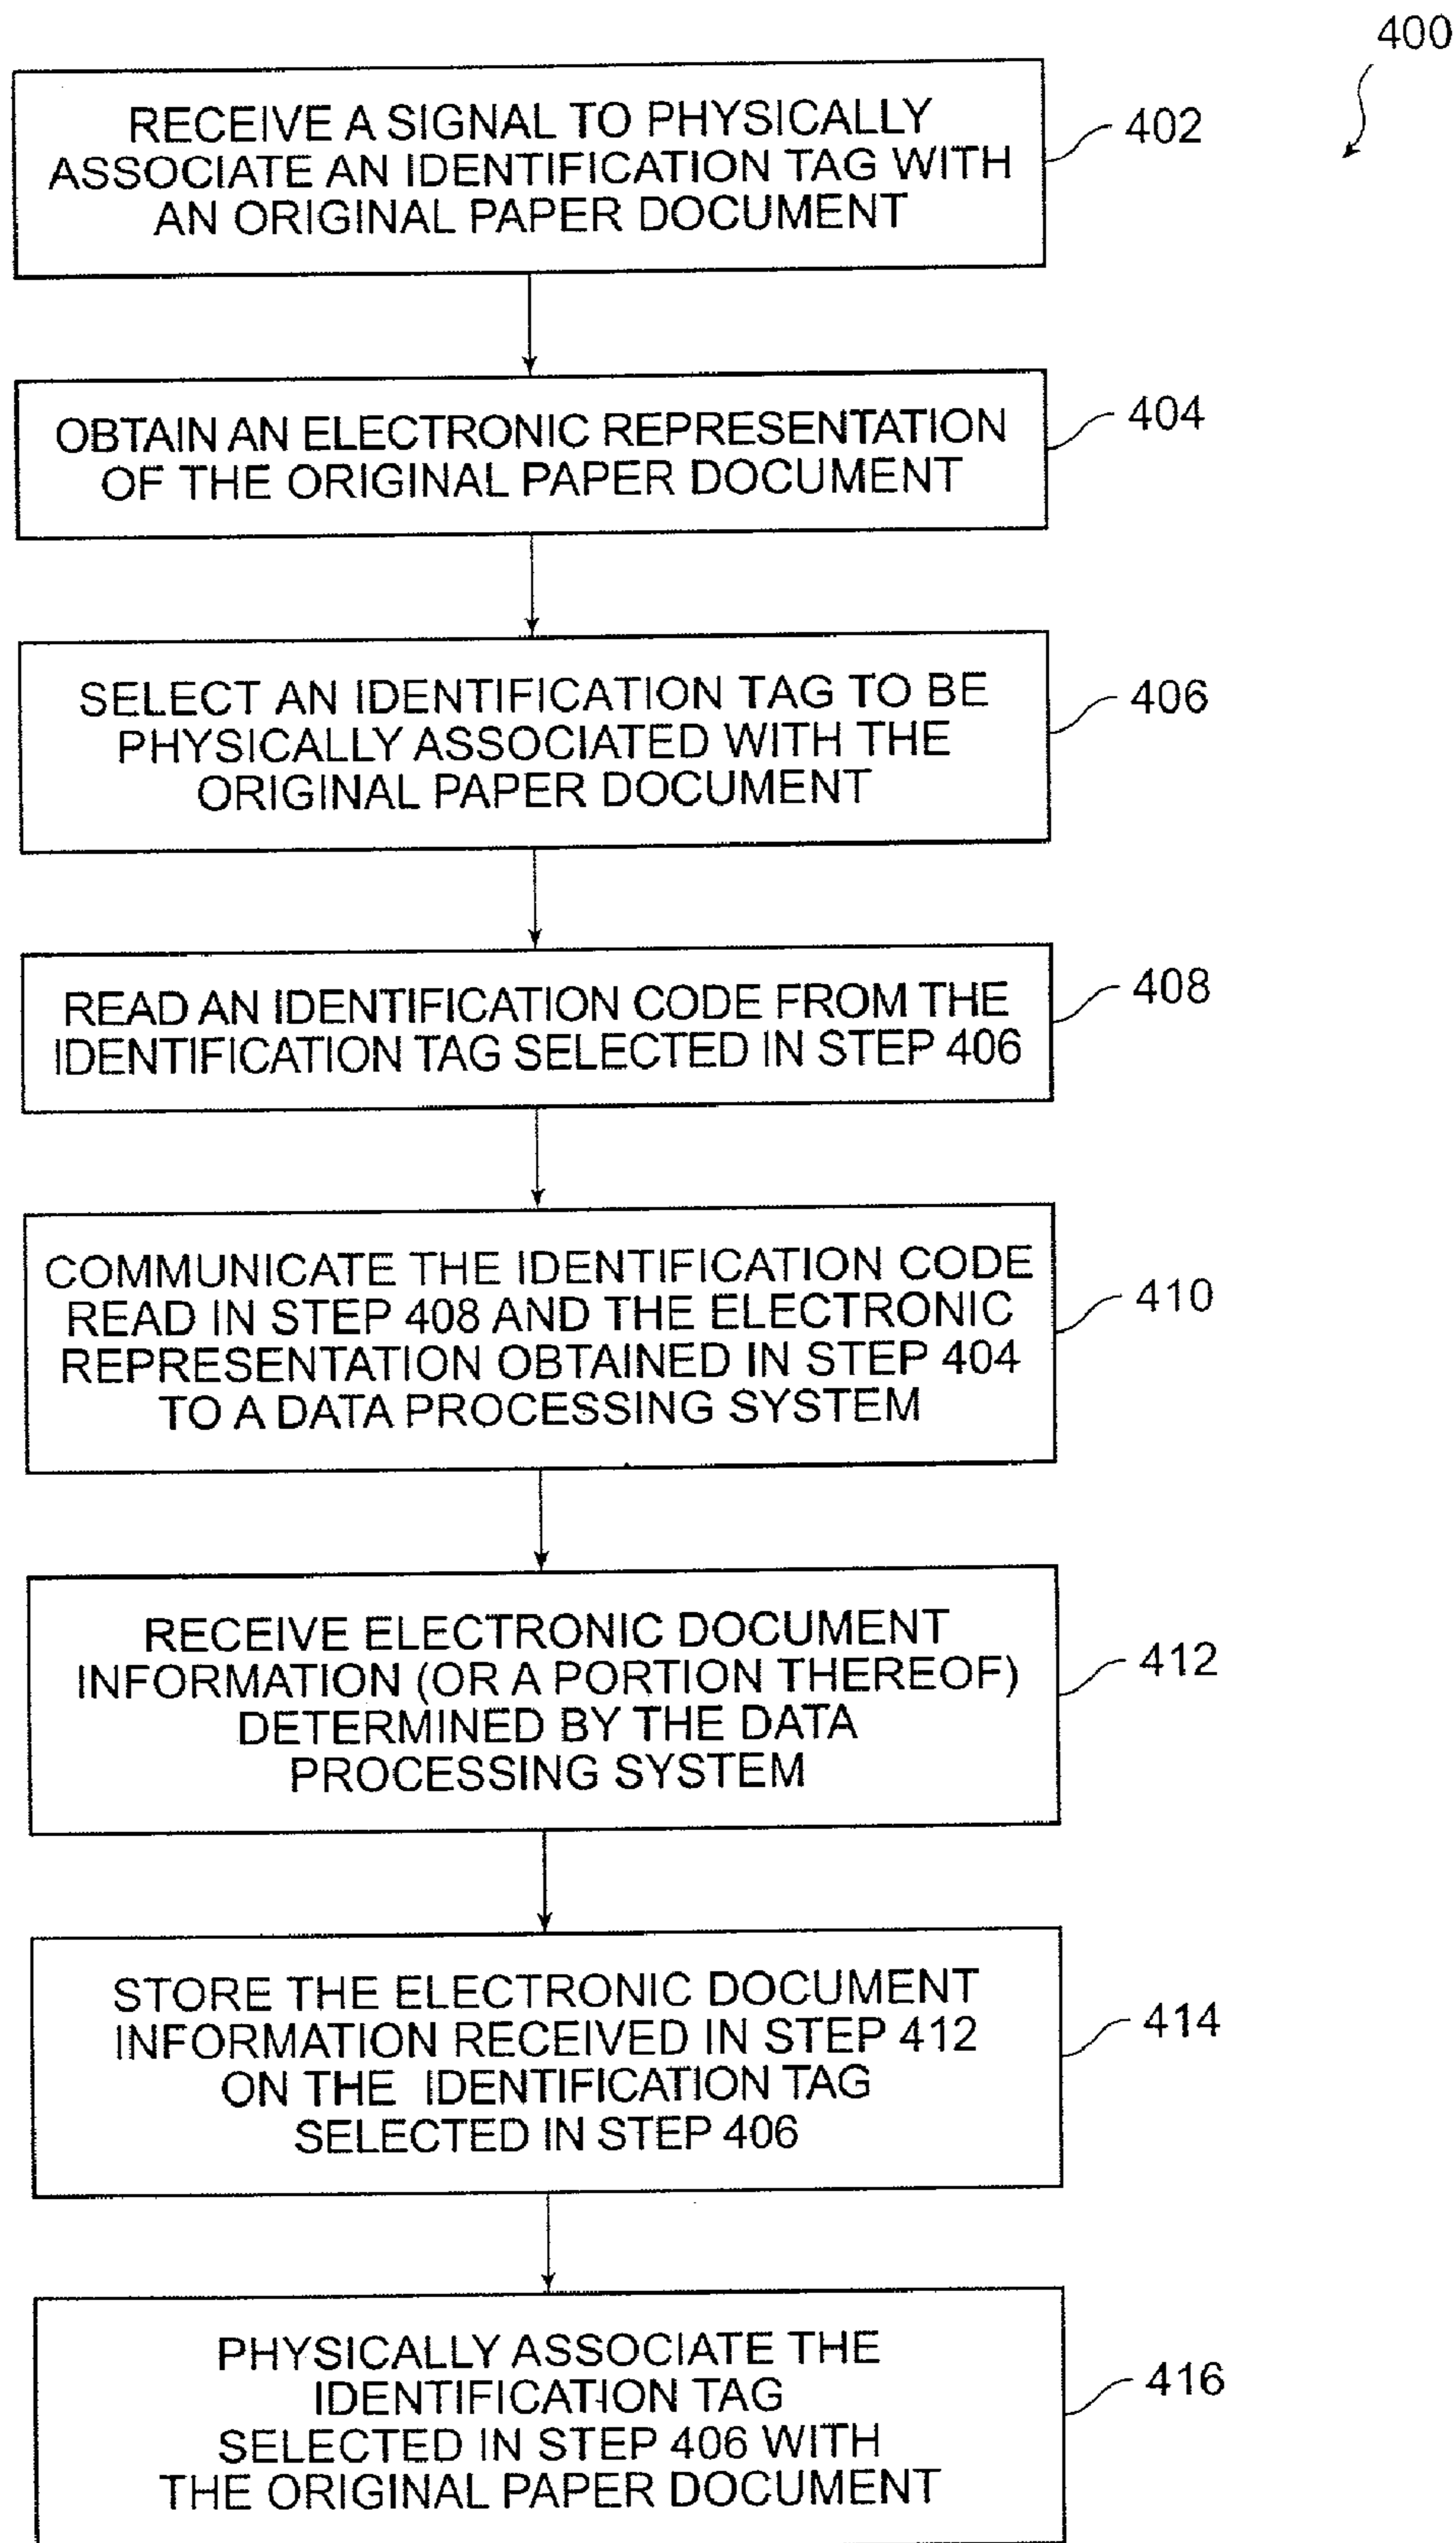 400
RECEIVE A SIGNAL TO PHYSICALLY
ASSOCIATE AN IDENTIFICATION TAG WITH
AN ORIGINAL PAPER DOCUMENT
402
OBTAIN AN ELECTRONIC REPRESENTATION
OF THE ORIGINAL PAPER DOCUMENT
404
SELECT AN IDENTIFICATION TAG TO BE
PHYSICALLY ASSOCIATED WITH THE
ORIGINAL PAPER DOCUMENT
406
READ AN IDENTIFICATION CODE FROM THE
IDENTIFICATION TAG SELECTED IN STEP 406
408
COMMUNICATE THE IDENTIFICATION CODE
READ IN STEP 408 AND THE ELECTRONIC
REPRESENTATION OBTAINED IN STEP 404
TO A DATA PROCESSING SYSTEM
410
RECEIVE ELECTRONIC DOCUMENT
INFORMATION (OR A PORTION THEREOF)
DETERMINED BY THE DATA
PROCESSING SYSTEM
412
STORE THE ELECTRONIC DOCUMENT
INFORMATION RECEIVED IN STEP 412
ON THE IDENTIFICATION TAG
SELECTED IN STEP 406
414
PHYSICALLY ASSOCIATE THE
IDENTIFICATION TAG
SELECTED IN STEP 406 WITH
THE ORIGINAL PAPER DOCUMENT
416